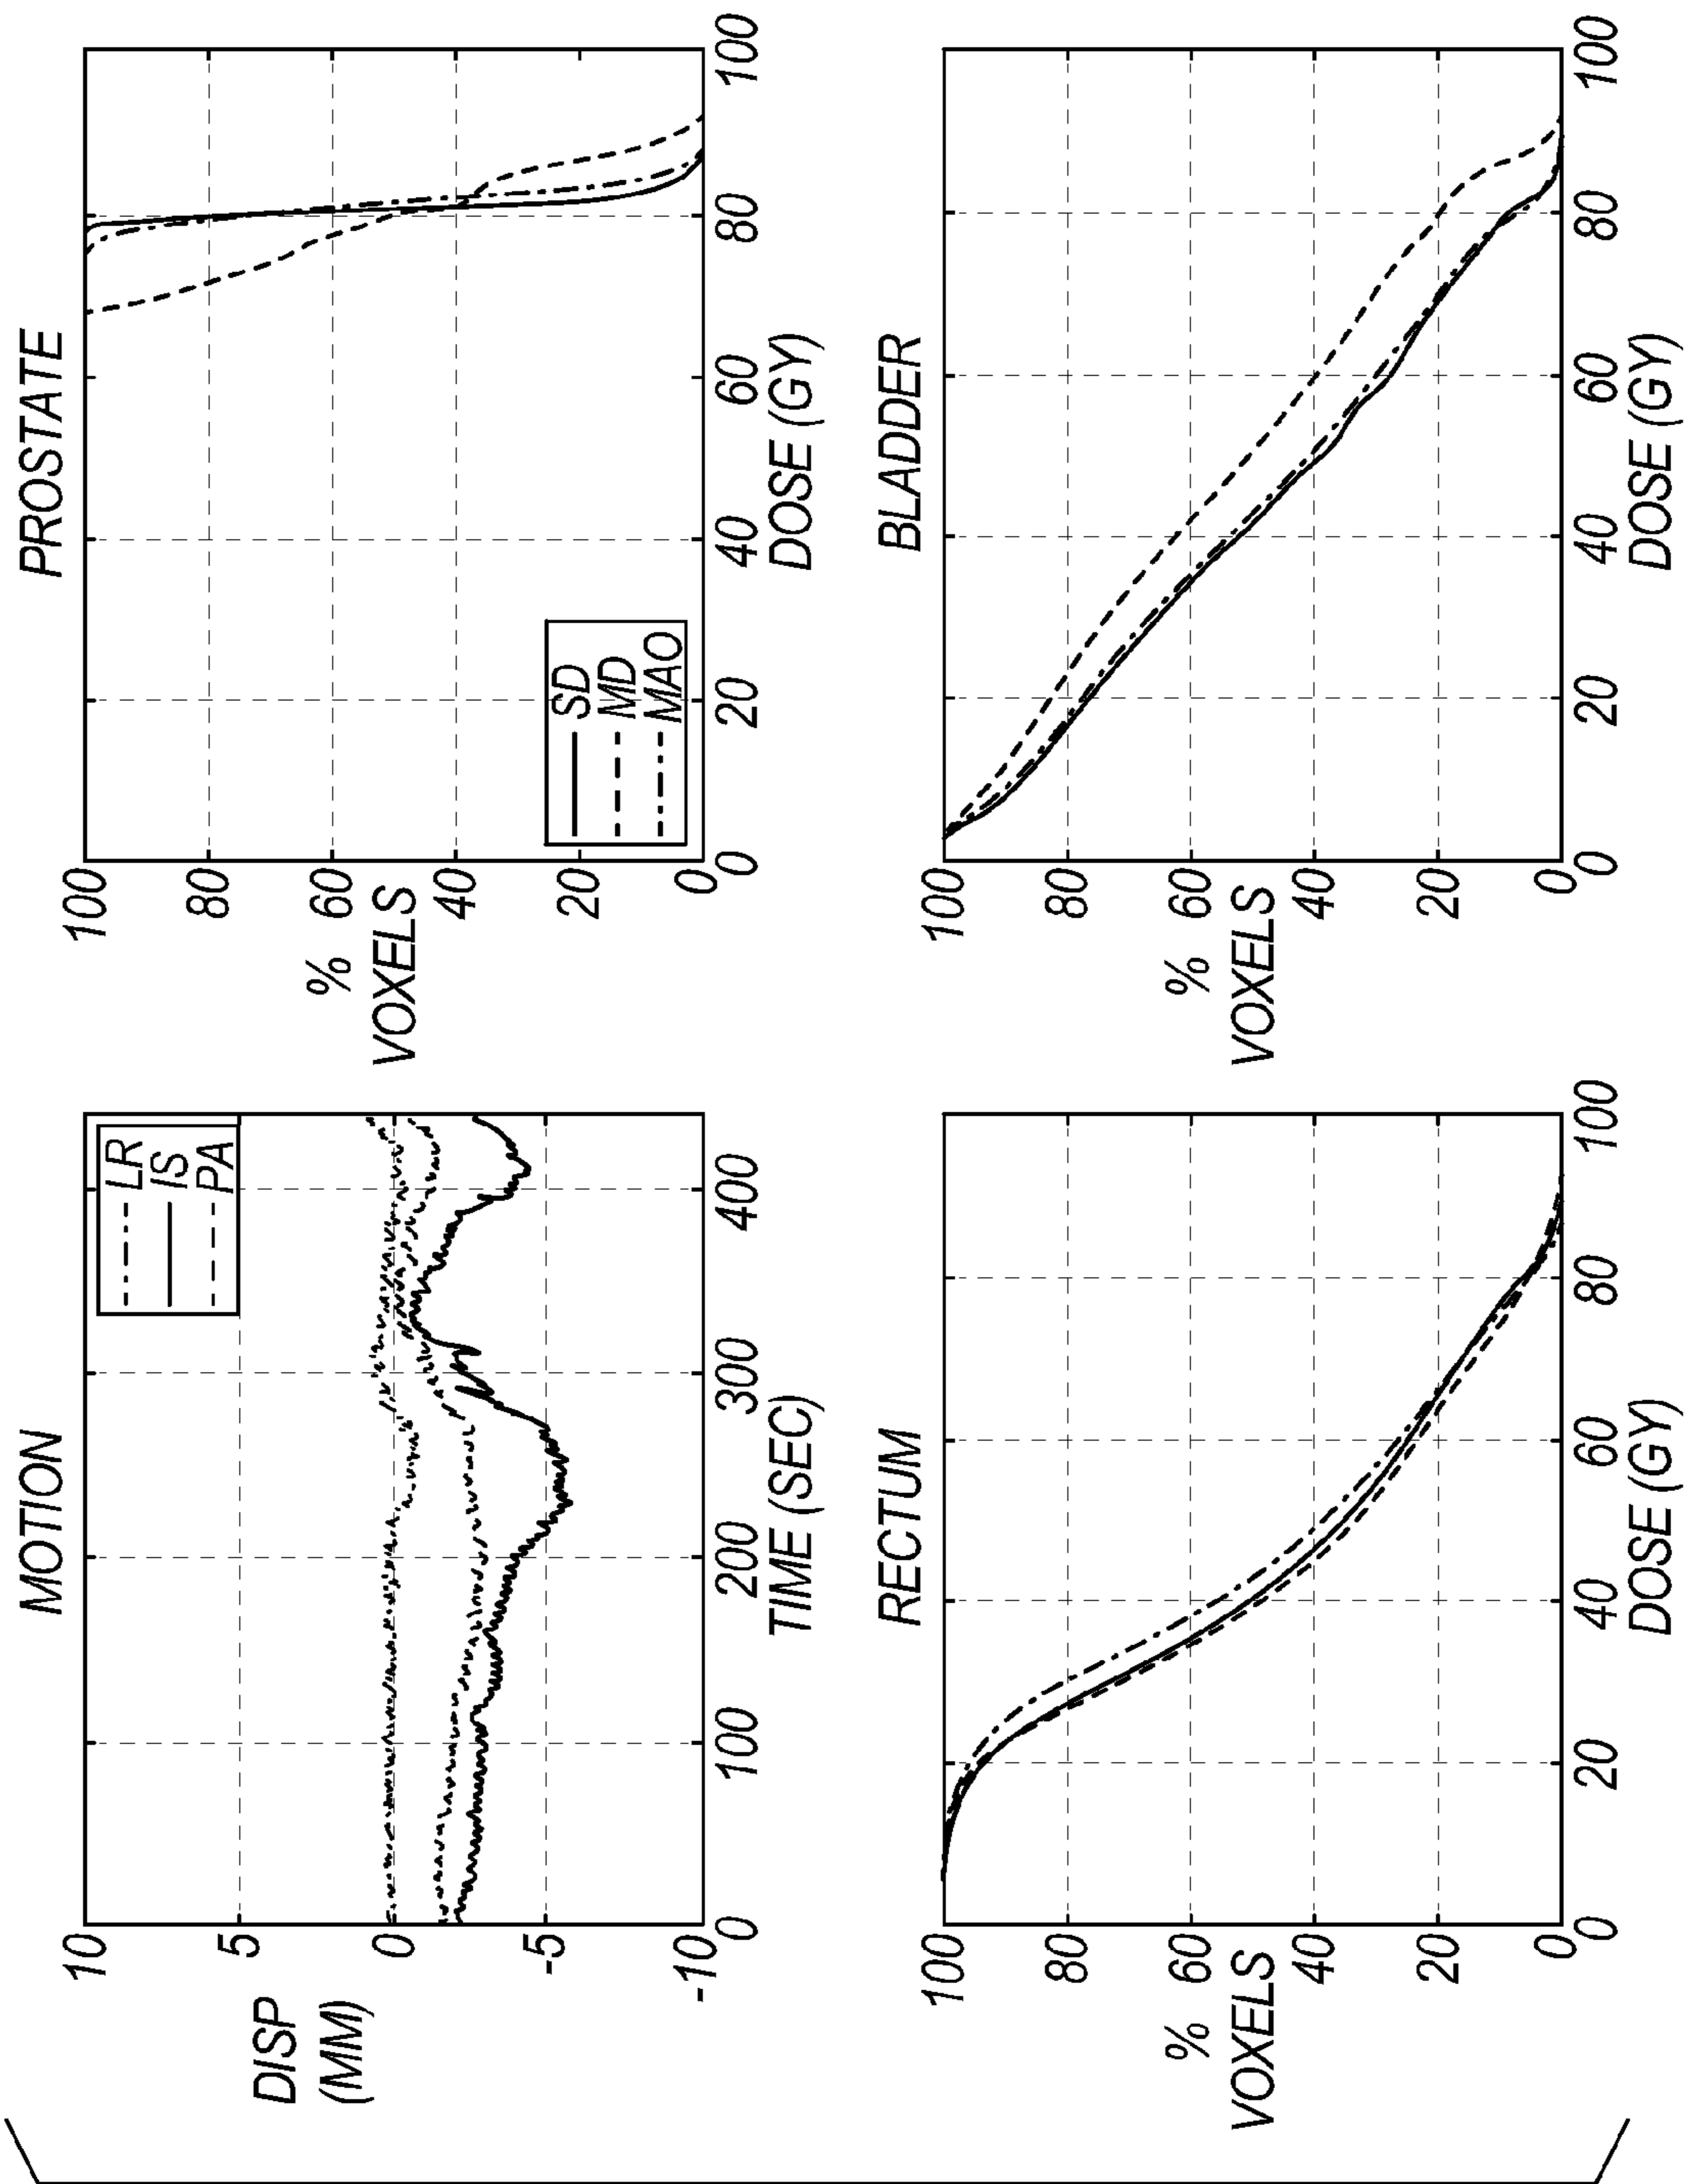 MOTION
10
5
0
-5
-10
DISP
(MM)
LR
IS
PA
0
100
200
300
400
TIME (SEC)
PROSTATE
100
80
60
40
20
0
%
VOXELS
SD
MD
MAO
0
20
40
60
80
100
DOSE (GY)
RECTUM
100
80
60
40
20
0
%
VOXELS
0
20
40
60
80
100
DOSE (GY)
BLADDER
100
80
60
40
20
0
%
VOXELS
0
20
40
60
80
100
DOSE (GY)